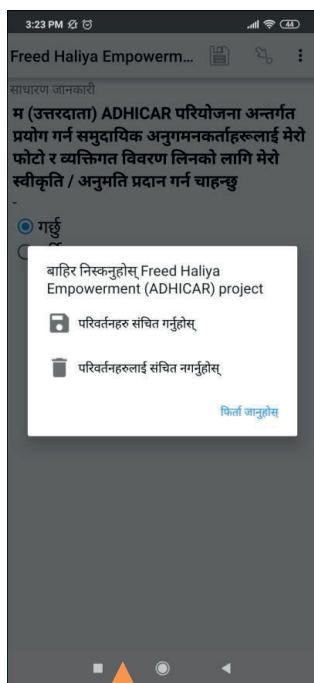 3:23 PM
44
Freed Haliya Empowerm...
साधारण जानकारी
म (उत्तरदाता) ADHICAR परियोजना अन्तर्गत
प्रयोग गर्न समुदायिक अनुगमनकर्ताहरूलाई मेरो
फोटो र व्यक्तिगत विवरण लिनको लागि मेरो
स्वीकृति / अनुमति प्रदान गर्न चाहन्छु
-
गर्छु
बाहिर निस्कनुहोस् Freed Haliya
Empowerment (ADHICAR) project
परिवर्तनहरु संचित गर्नुहोस्
परिवर्तनहरुलाई संचित नगर्नुहोस्
फिर्ता जानुहोस्